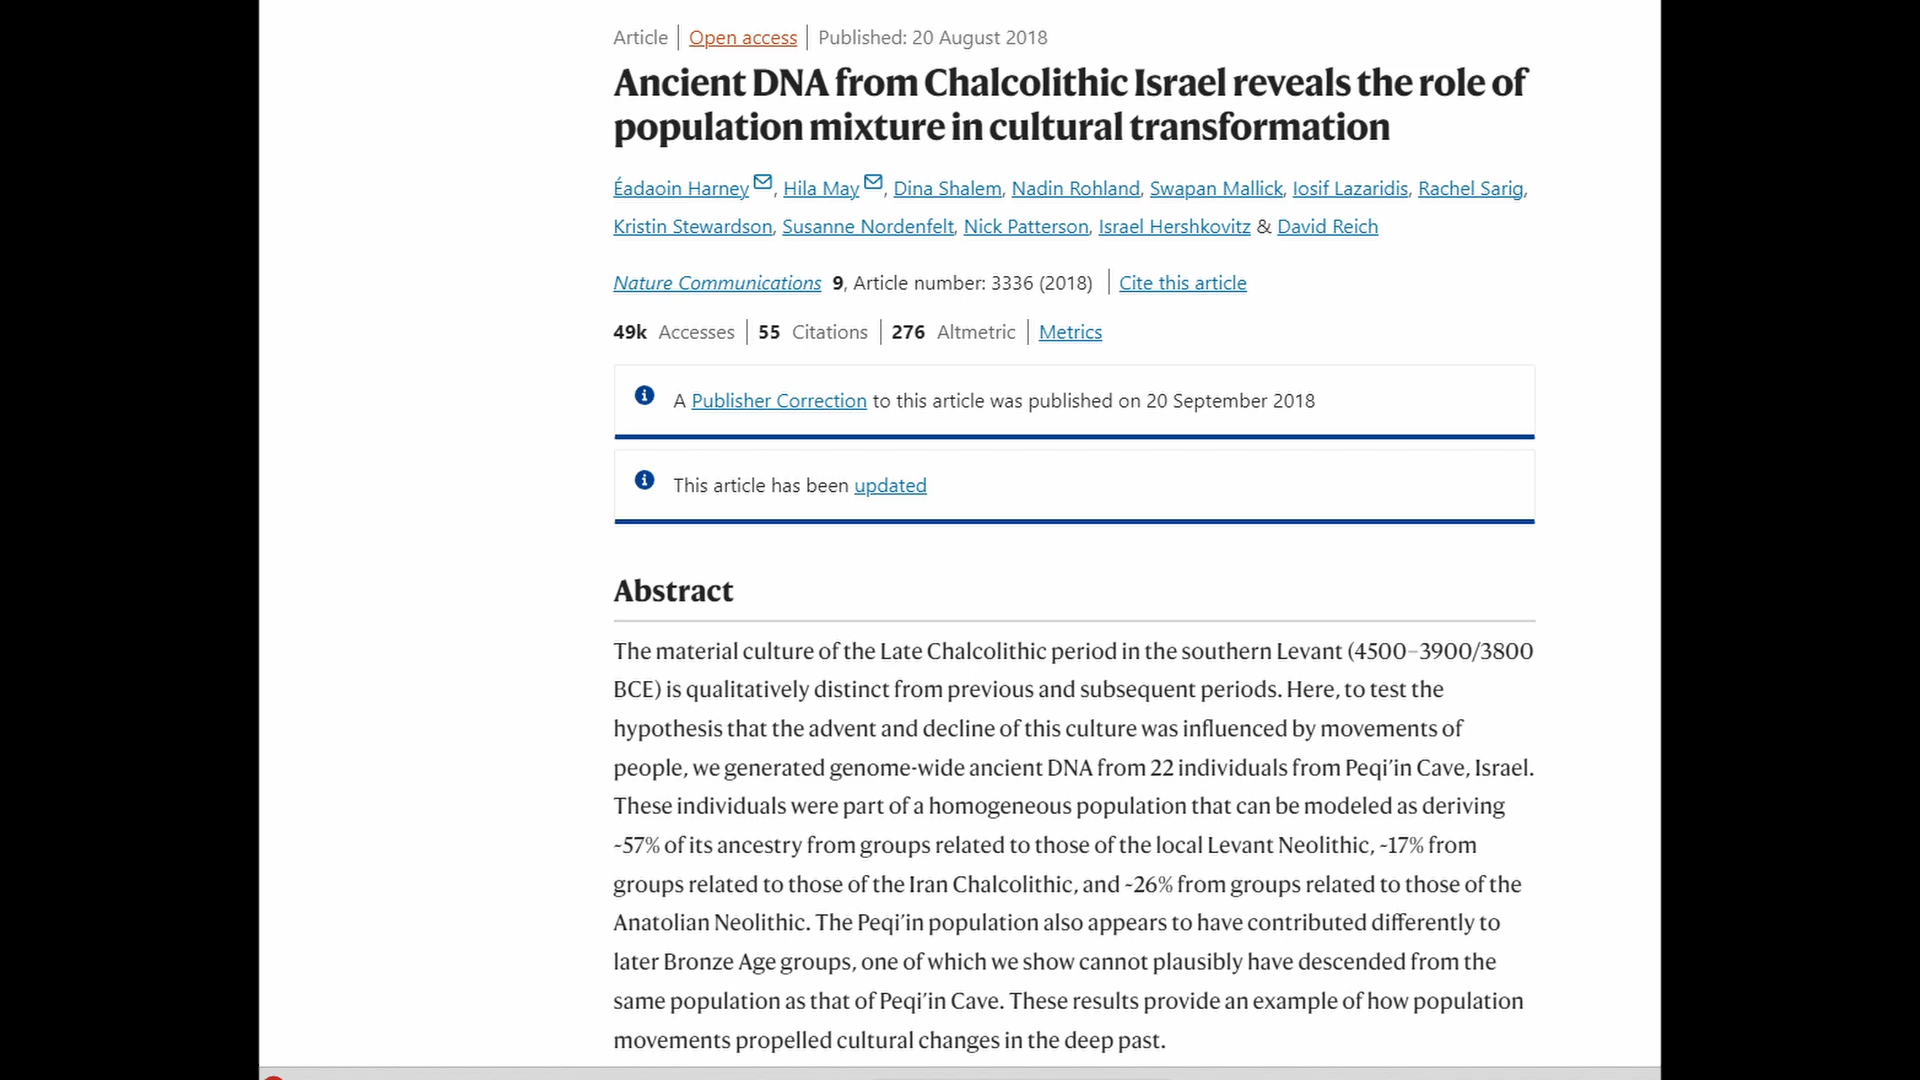 Article | Open access | Published: 20 August 2018
Ancient DNA from Chalcolithic Israel reveals the role of
population mixture in cultural transformation
Éadaoin Harney, Hila May, Dina Shalem, Nadin Rohland, Swapan Mallick, Iosif Lazaridis, Rachel Sarig,
Kristin Stewardson, Susanne Nordenfelt, Nick Patterson, Israel Hershkovitz & David Reich
Nature Communications 9, Article number: 3336 (2018) | Cite this article
49k Accesses | 55 Citations | 276 Altmetric | Metrics
A Publisher Correction to this article was published on 20 September 2018
This article has been updated
Abstract
The material culture of the Late Chalcolithic period in the southern Levant (4500–3900/3800
BCE) is qualitatively distinct from previous and subsequent periods. Here, to test the
hypothesis that the advent and decline of this culture was influenced by movements of
people, we generated genome-wide ancient DNA from 22 individuals from Peqi’in Cave, Israel.
These individuals were part of a homogeneous population that can be modeled as deriving
~57% of its ancestry from groups related to those of the local Levant Neolithic, ~17% from
groups related to those of the Iran Chalcolithic, and ~26% from groups related to those of the
Anatolian Neolithic. The Peqi’in population also appears to have contributed differently to
later Bronze Age groups, one of which we show cannot plausibly have descended from the
same population as that of Peqi’in Cave. These results provide an example of how population
movements propelled cultural changes in the deep past.